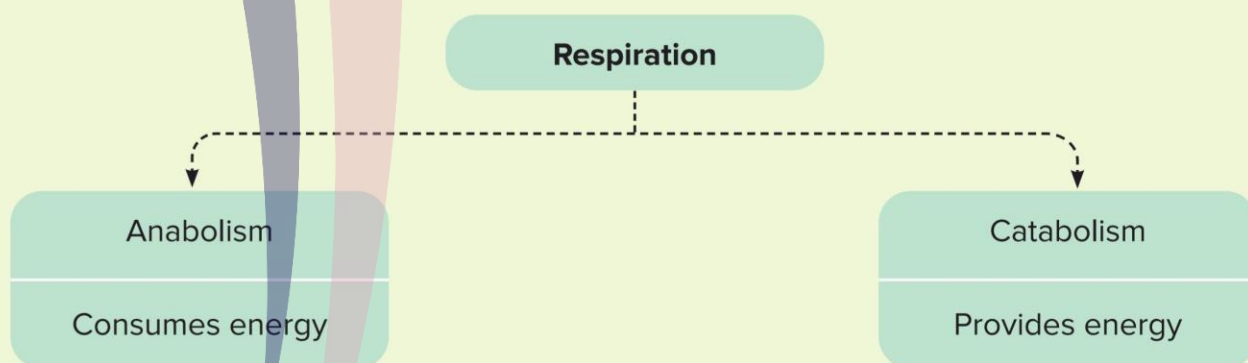 Respiration
Anabolism
Catabolism
Consumes energy
Provides energy